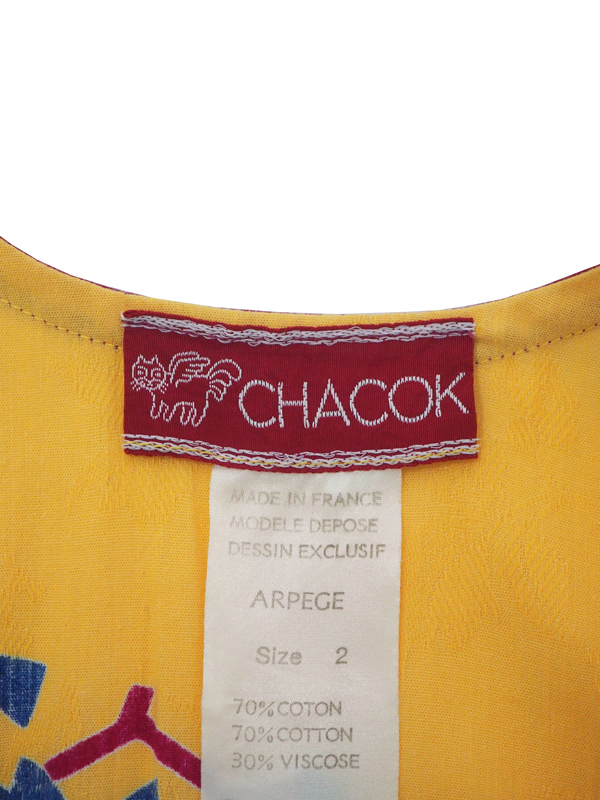 CHACOK
MADE IN FRANCE
MODELE DEPOSE
DESSIN EXCLUSIF
ARPEGE
Size 2
70% COTON
70% COTTON
30% VISCOSE